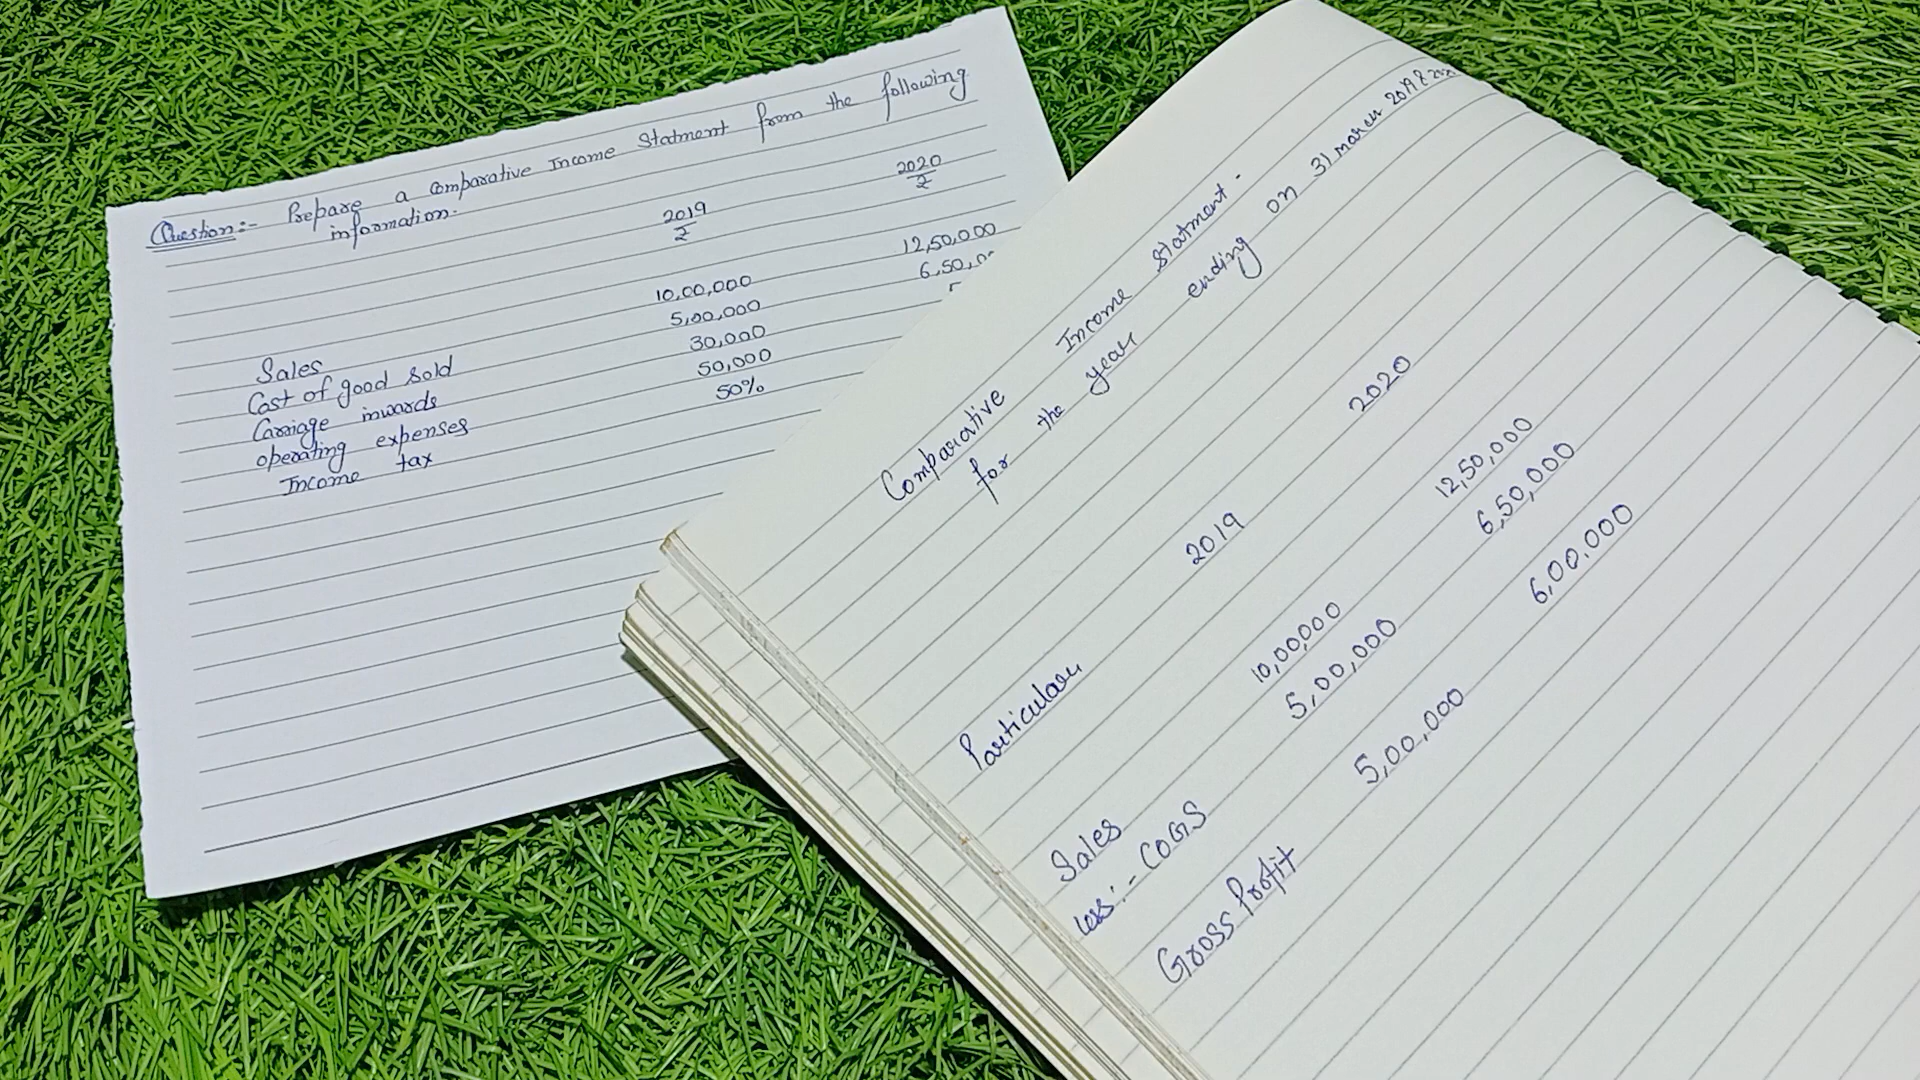 Question:- Prepare a comparative Income Statment from the following
information.
2019 2020
₹ ₹
Sales 10,00,000 12,50,000
Cost of good sold 5,00,000 6,50,
Carriage inwards 30,000
operating expenses 50,000
Income tax 50%
Comparative Income Statment.
for the year ending on 31 march 2019 &
Particulars 2019 2020
Sales 10,00,000 12,50,000
less:- COGS 5,00,000 6,50,000
Gross Profit 5,00,000 6,00,000